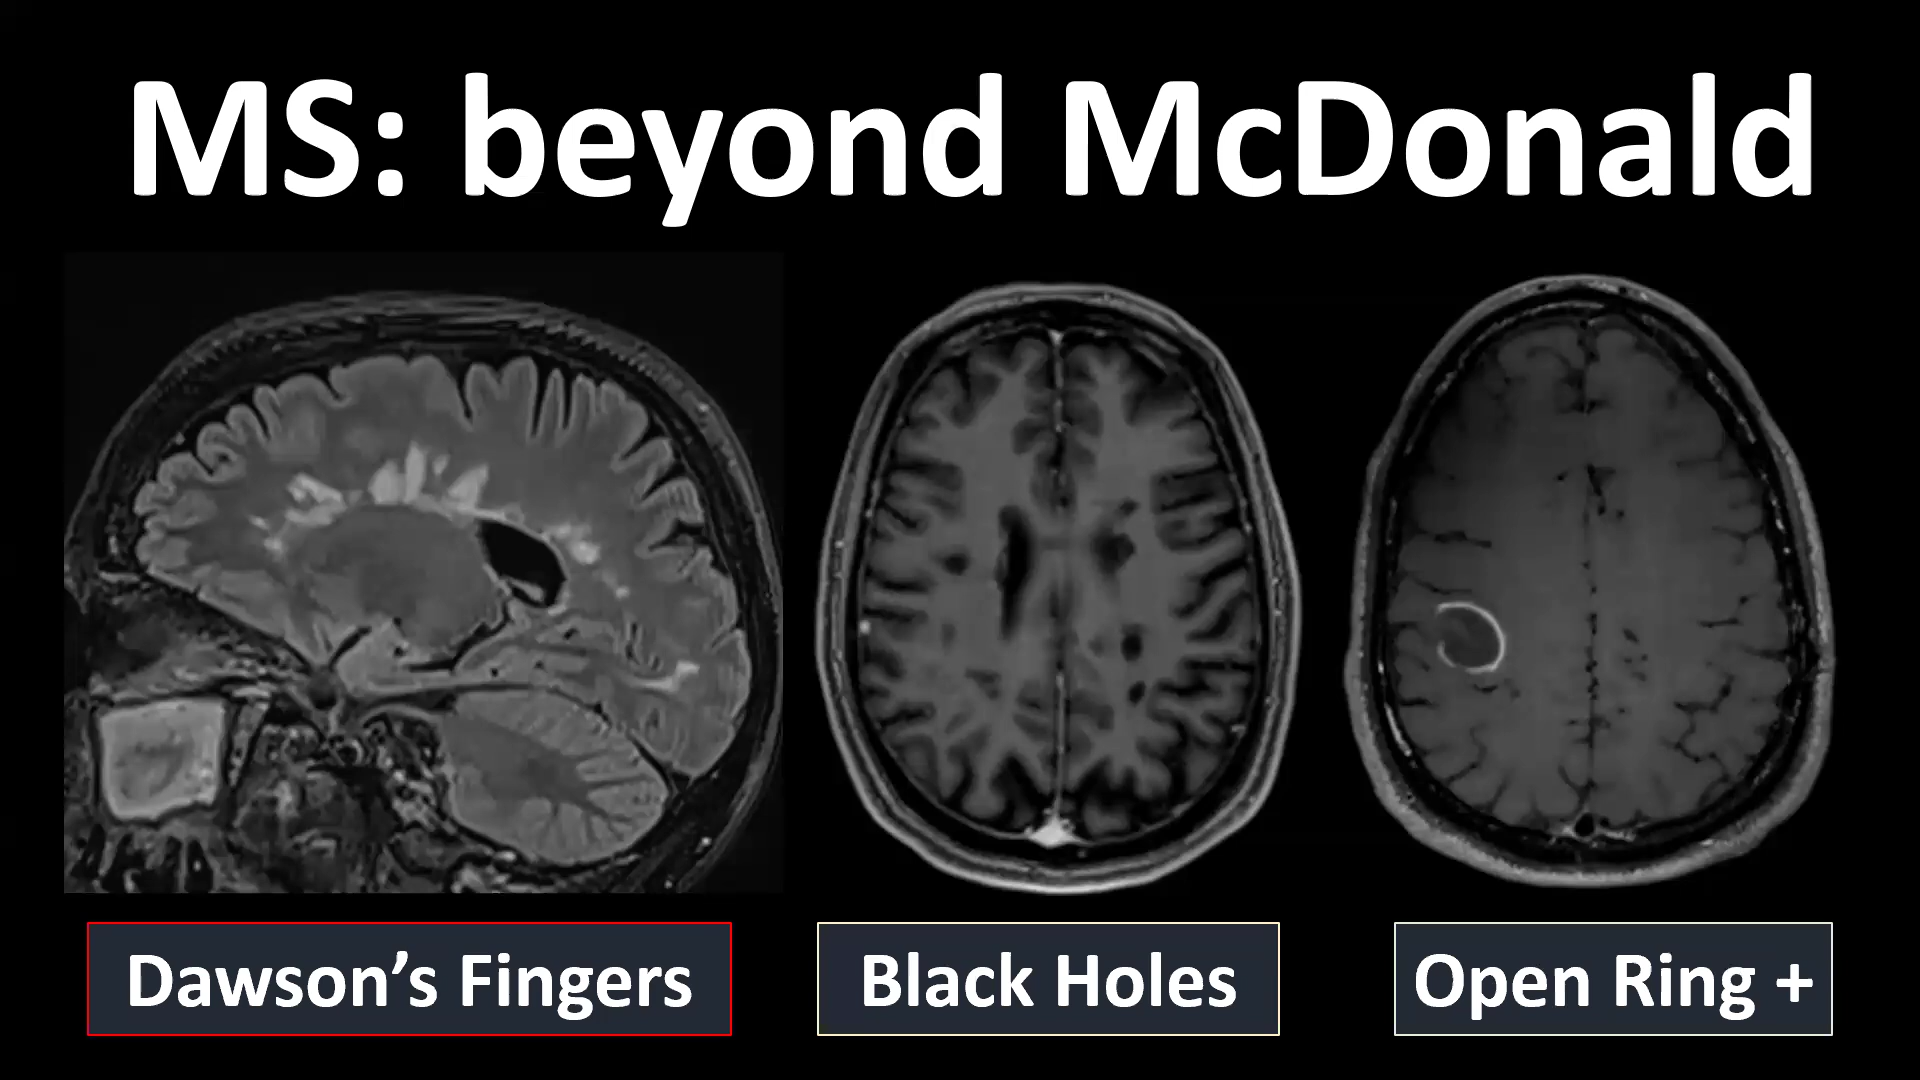 MS: beyond McDonald
Dawson’s Fingers
Black Holes
Open Ring +